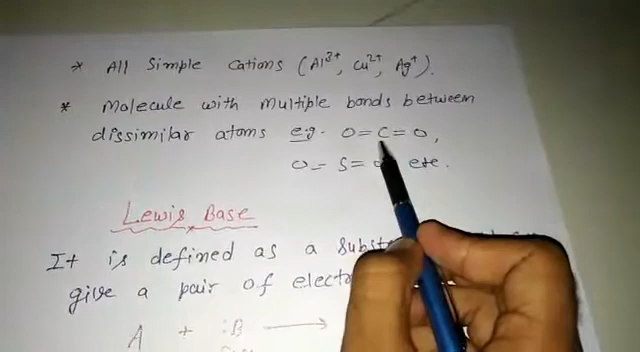 * All Simple Cations (Al³⁺, Cu²⁺, Ag⁺).
* Molecule with multiple bonds between
dissimilar atoms e.g. O=C=O,
O=S= etc.
Lewis Base
It is defined as a
give a pair of
A + :B ⟶